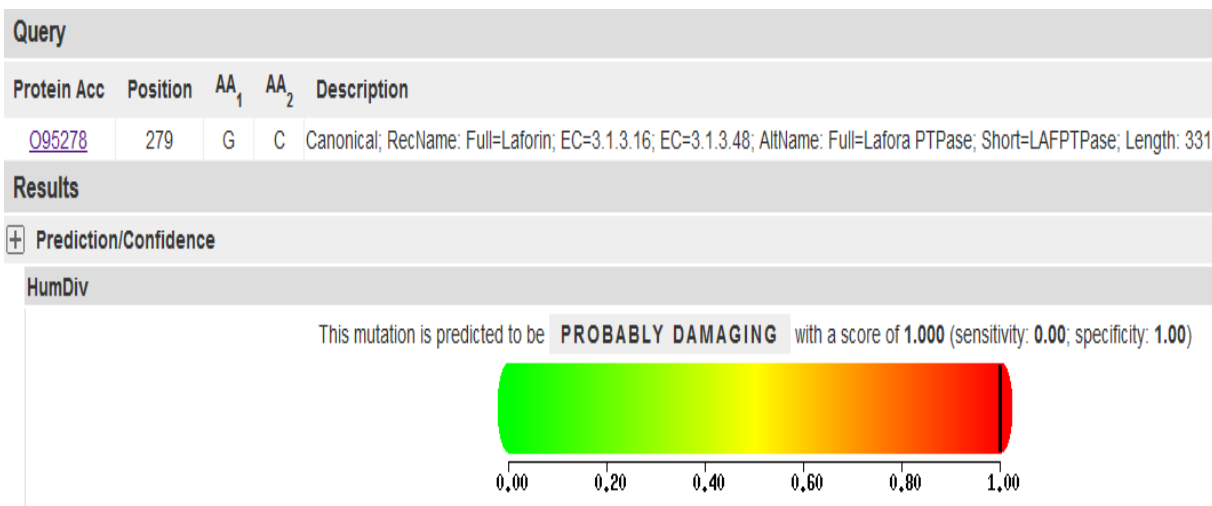 Query
Protein Acc Position AA1 AA2 Description
O95278 279 G C Canonical; RecName: Full=Laforin; EC=3.1.3.16; EC=3.1.3.48; AltName: Full=Lafora PTPase; Short=LAFPTPase; Length: 331
Results
+ Prediction/Confidence
HumDiv
This mutation is predicted to be PROBABLY DAMAGING with a score of 1.000 (sensitivity: 0.00; specificity: 1.00)
0.00 0.20 0.40 0.60 0.80 1.00